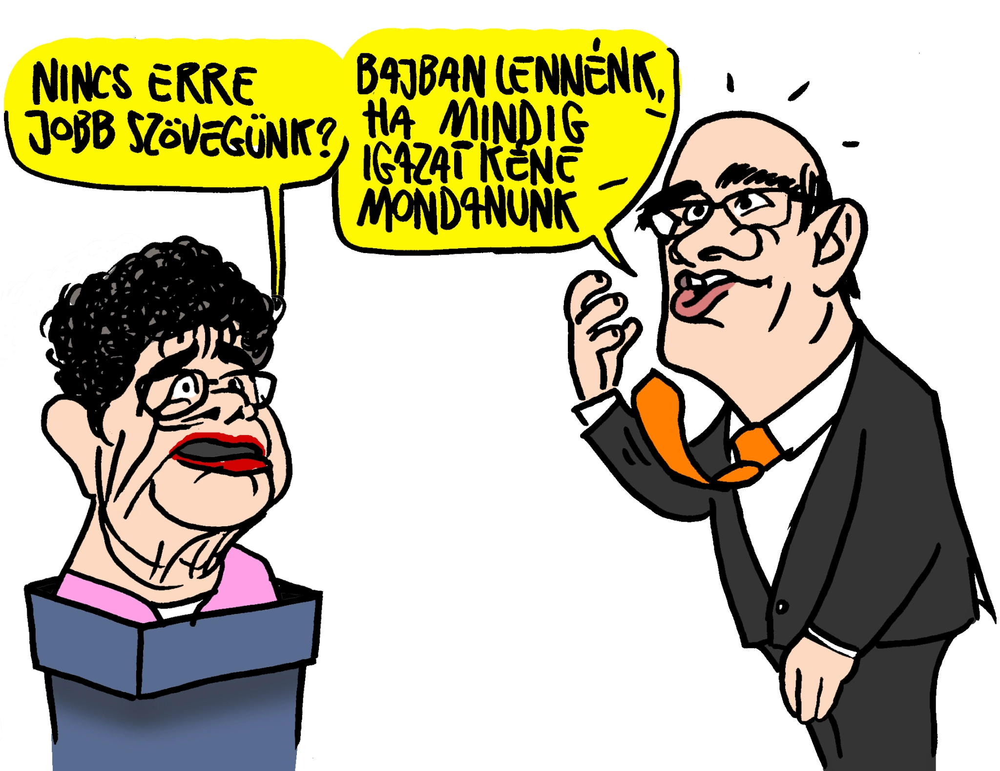 NINCS ERRE
JOBB SZÖVEGÜNK?
BAJBAN LENNÉNK,
HA MINDIG
IGAZAT KÉNE
MONDANUNK